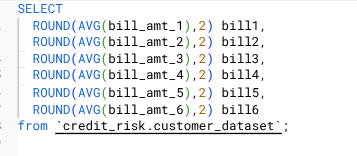 SELECT
ROUND(AVG(bill_amt_1),2) bill1,
ROUND(AVG(bill_amt_2),2) bill2,
ROUND(AVG(bill_amt_3),2) bill3,
ROUND(AVG(bill_amt_4),2) bill4,
ROUND(AVG(bill_amt_5),2) bill5,
ROUND(AVG(bill_amt_6),2) bill6
from `credit_risk.customer_dataset`;